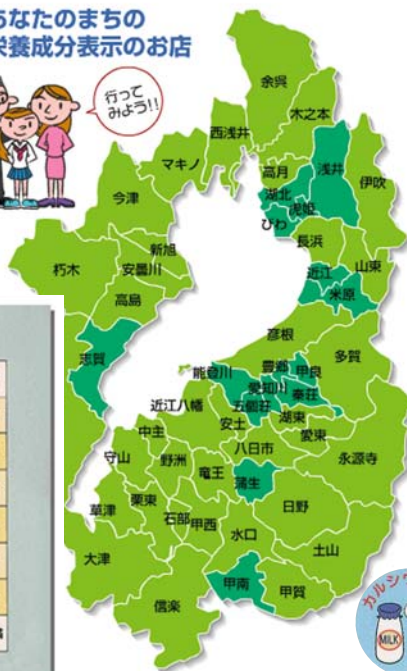 あなたのまちの
栄養成分表示のお店
行って
みよう!!
余呉
木之本
西浅井
マキノ
高月
浅井
伊吹
湖北
虎姫
びわ
今津
長浜
新旭
朽木
安曇川
山東
近江
米原
高島
彦根
志賀
多賀
能登川
豊郷
甲良
愛知川
秦荘
近江八幡
五個荘
湖東
安土
愛東
中主
八日市
永源寺
守山
野洲
竜王
蒲生
草津
栗東
日野
石部
甲西
水口
大津
土山
甲南
甲賀
信楽
MILK